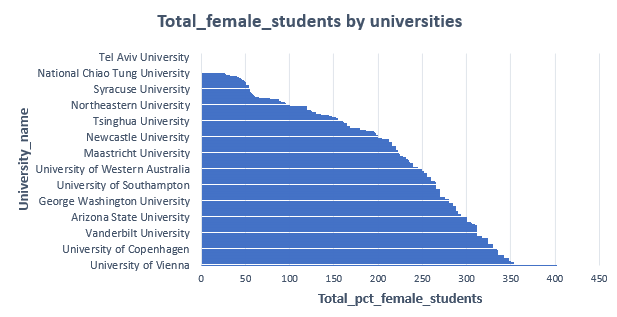 Total_female_students by universities
University_name
Tel Aviv University
National Chiao Tung University
Syracuse University
Northeastern University
Tsinghua University
Newcastle University
Maastricht University
University of Western Australia
University of Southampton
George Washington University
Arizona State University
Vanderbilt University
University of Copenhagen
University of Vienna
0 50 100 150 200 250 300 350 400 450
Total_pct_female_students